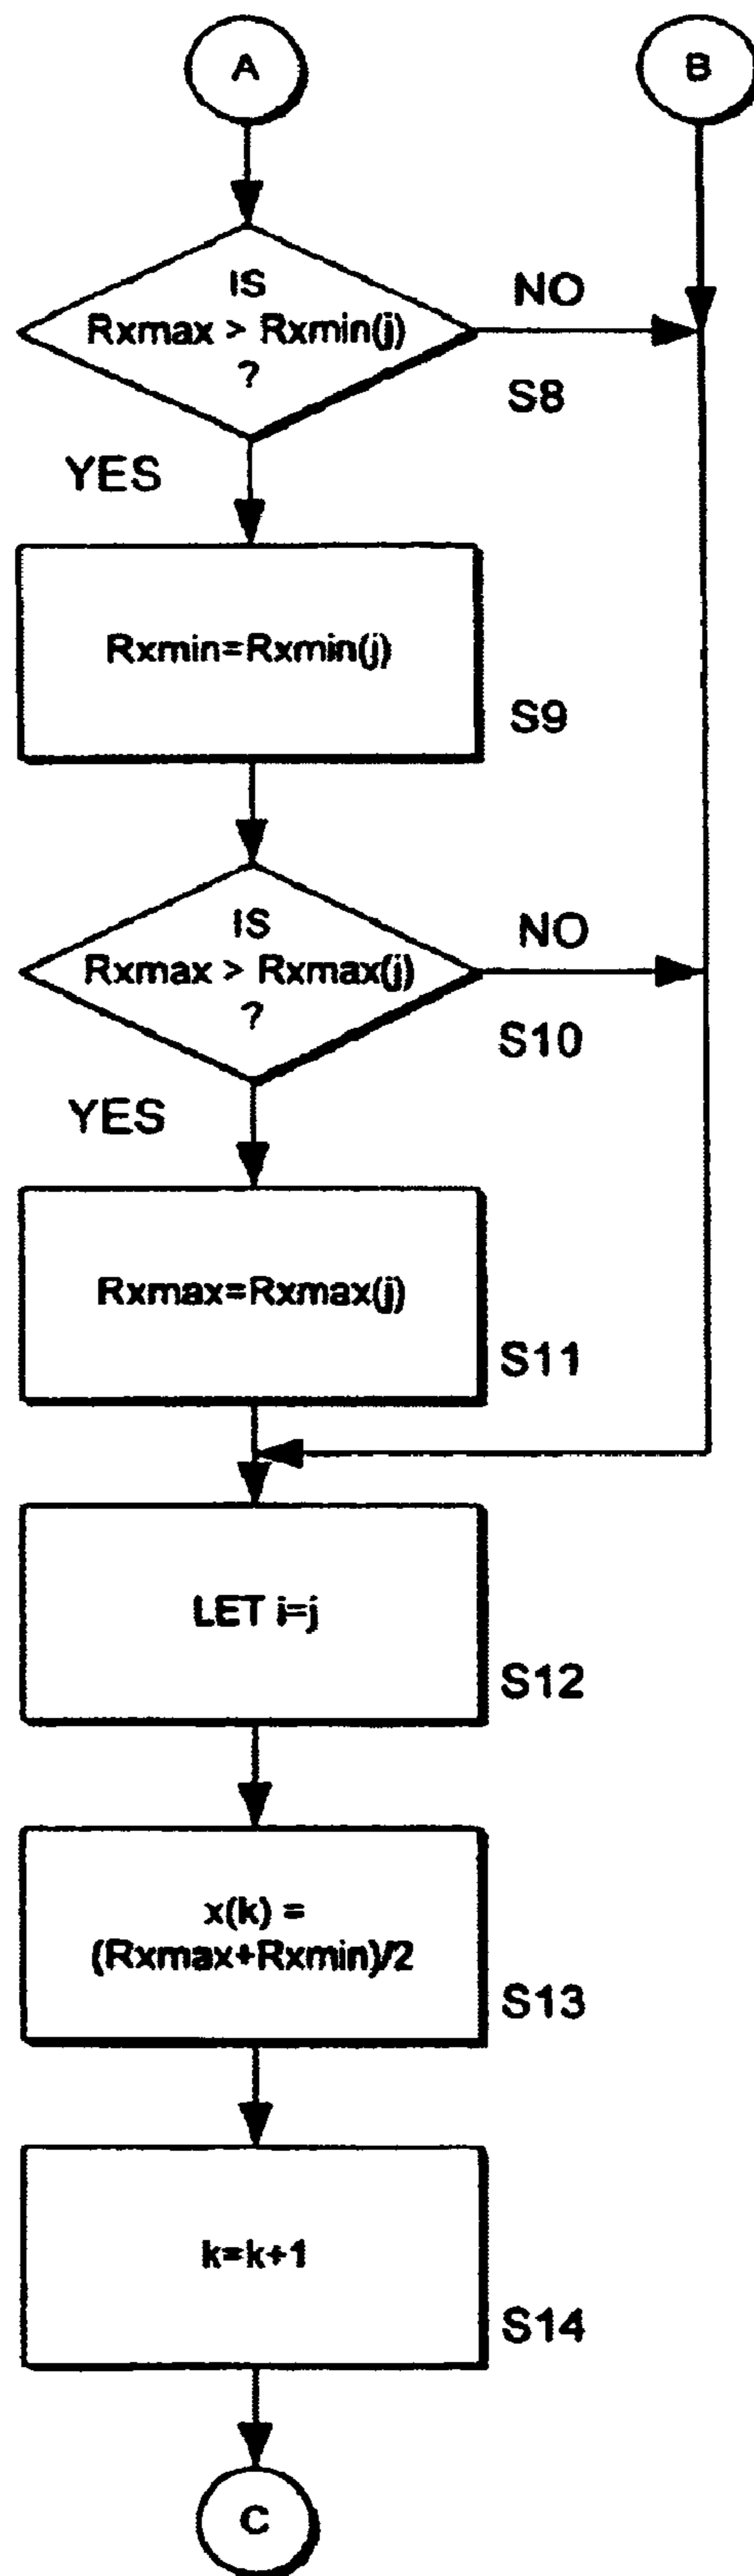 A
B
IS
Rxmax > Rxmin(j)
?
NO
S8
YES
Rxmin=Rxmin(j)
S9
IS
Rxmax > Rxmax(j)
?
NO
S10
YES
Rxmax=Rxmax(j)
S11
LET i=j
S12
x(k) =
(Rxmax+Rxmin)/2
S13
k=k+1
S14
C